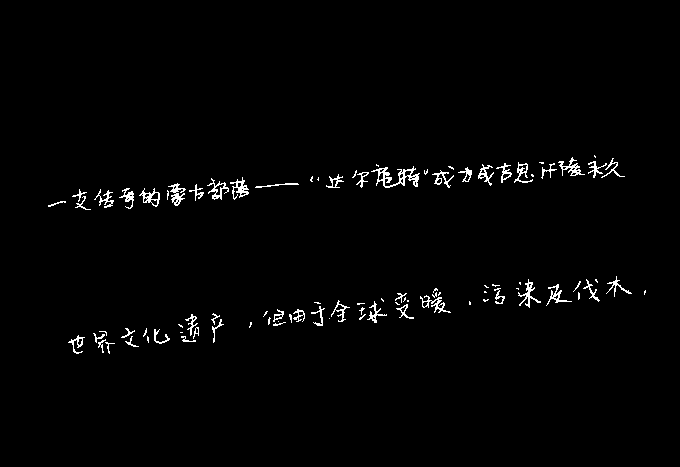 一支传奇的蒙古部落——“达尔扈特”成为成吉思汗陵永久
世界文化遗产,但由于全球变暖,污染及伐木,